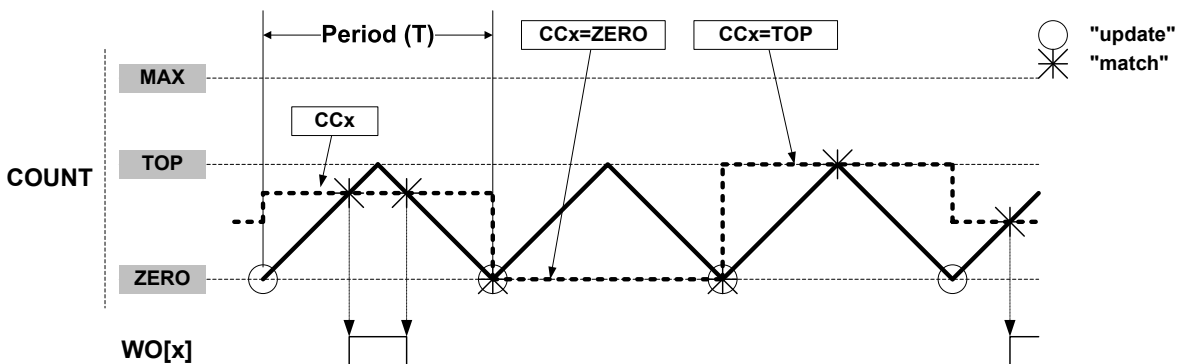 Period (T)
CCx=ZERO
CCx=TOP
"update"
"match"
MAX
CCx
TOP
COUNT
ZERO
WO[x]